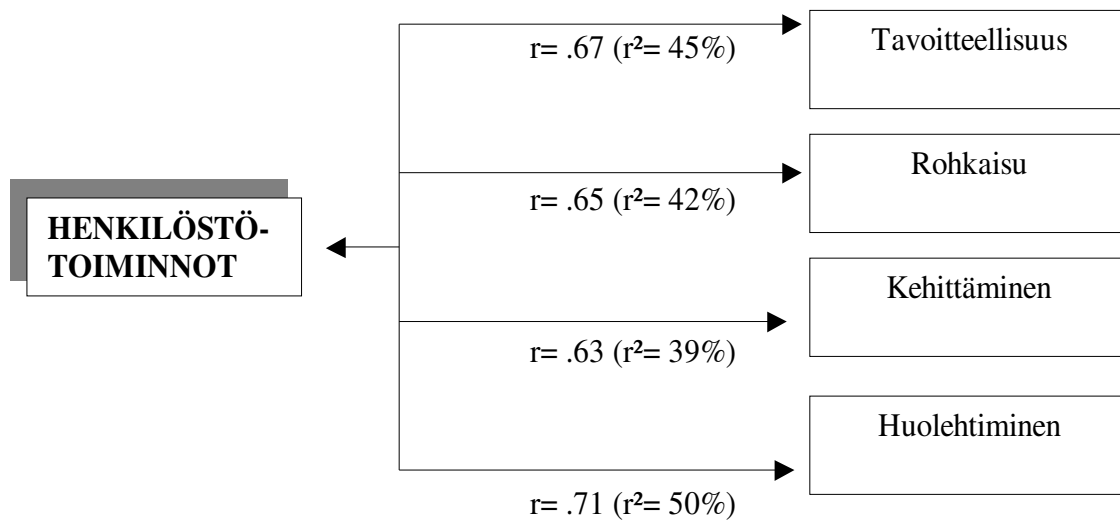 Tavoitteellisuus
r= .67 (r²= 45%)
Rohkaisu
r= .65 (r²= 42%)
HENKILÖSTÖ-
TOIMINNOT
Kehittäminen
r= .63 (r²= 39%)
Huolehtiminen
r= .71 (r²= 50%)